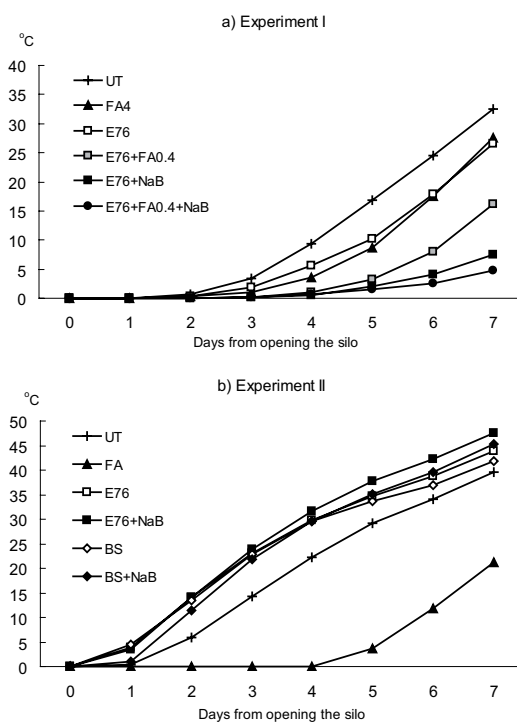 a) Experiment I
°C
40
35
30
25
20
15
10
5
0
UT
FA4
E76
E76+FA0.4
E76+NaB
E76+FA0.4+NaB
0 1 2 3 4 5 6 7
Days from opening the silo
b) Experiment II
°C
50
45
40
35
30
25
20
15
10
5
0
UT
FA
E76
E76+NaB
BS
BS+NaB
0 1 2 3 4 5 6 7
Days from opening the silo